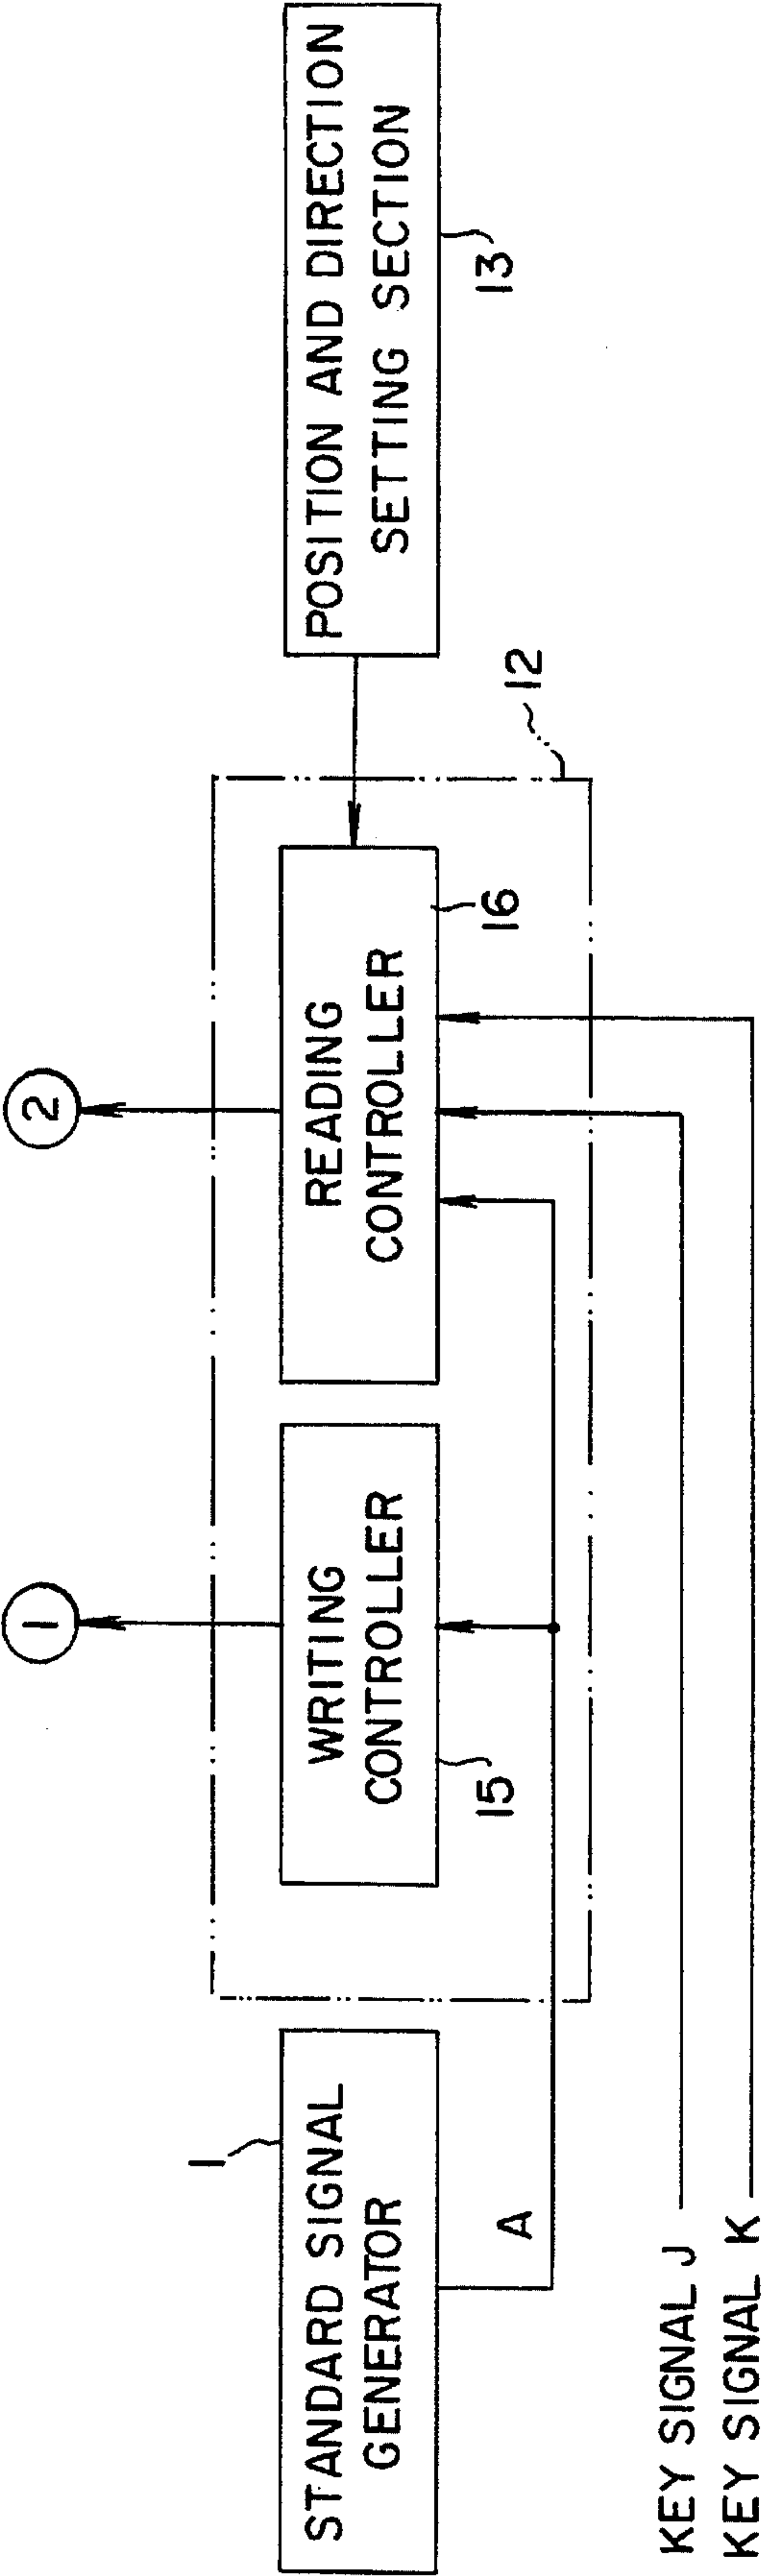 1
2
STANDARD SIGNAL
GENERATOR
1
WRITING
CONTROLLER
15
READING
CONTROLLER
16
12
POSITION AND DIRECTION
SETTING SECTION
13
A
KEY SIGNAL J
KEY SIGNAL K